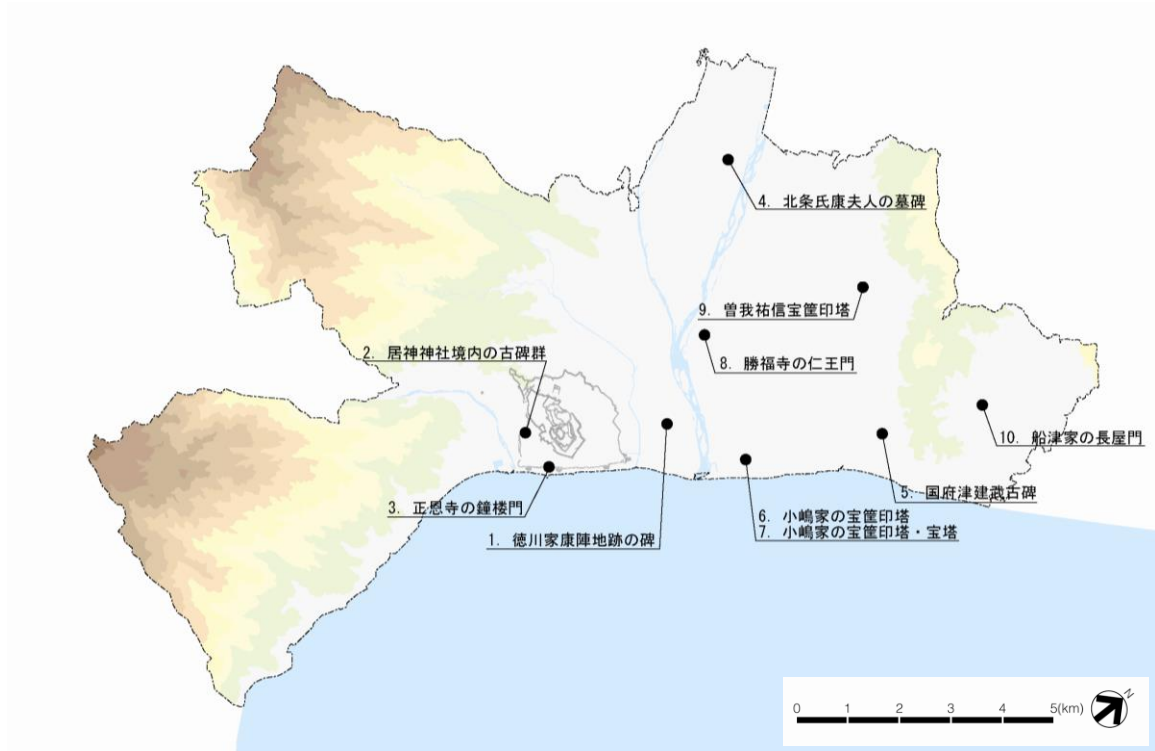 4. 北条氏康夫人の墓碑
9. 曽我祐信宝筐印塔
2. 居神神社境内の古碑群
8. 勝福寺の仁王門
10. 船津家の長屋門
5. 国府津建武古碑
3. 正恩寺の鐘楼門
6. 小嶋家の宝筐印塔
7. 小嶋家の宝筐印塔・宝塔
1. 徳川家康陣地跡の碑
N
0 1 2 3 4 5(km)